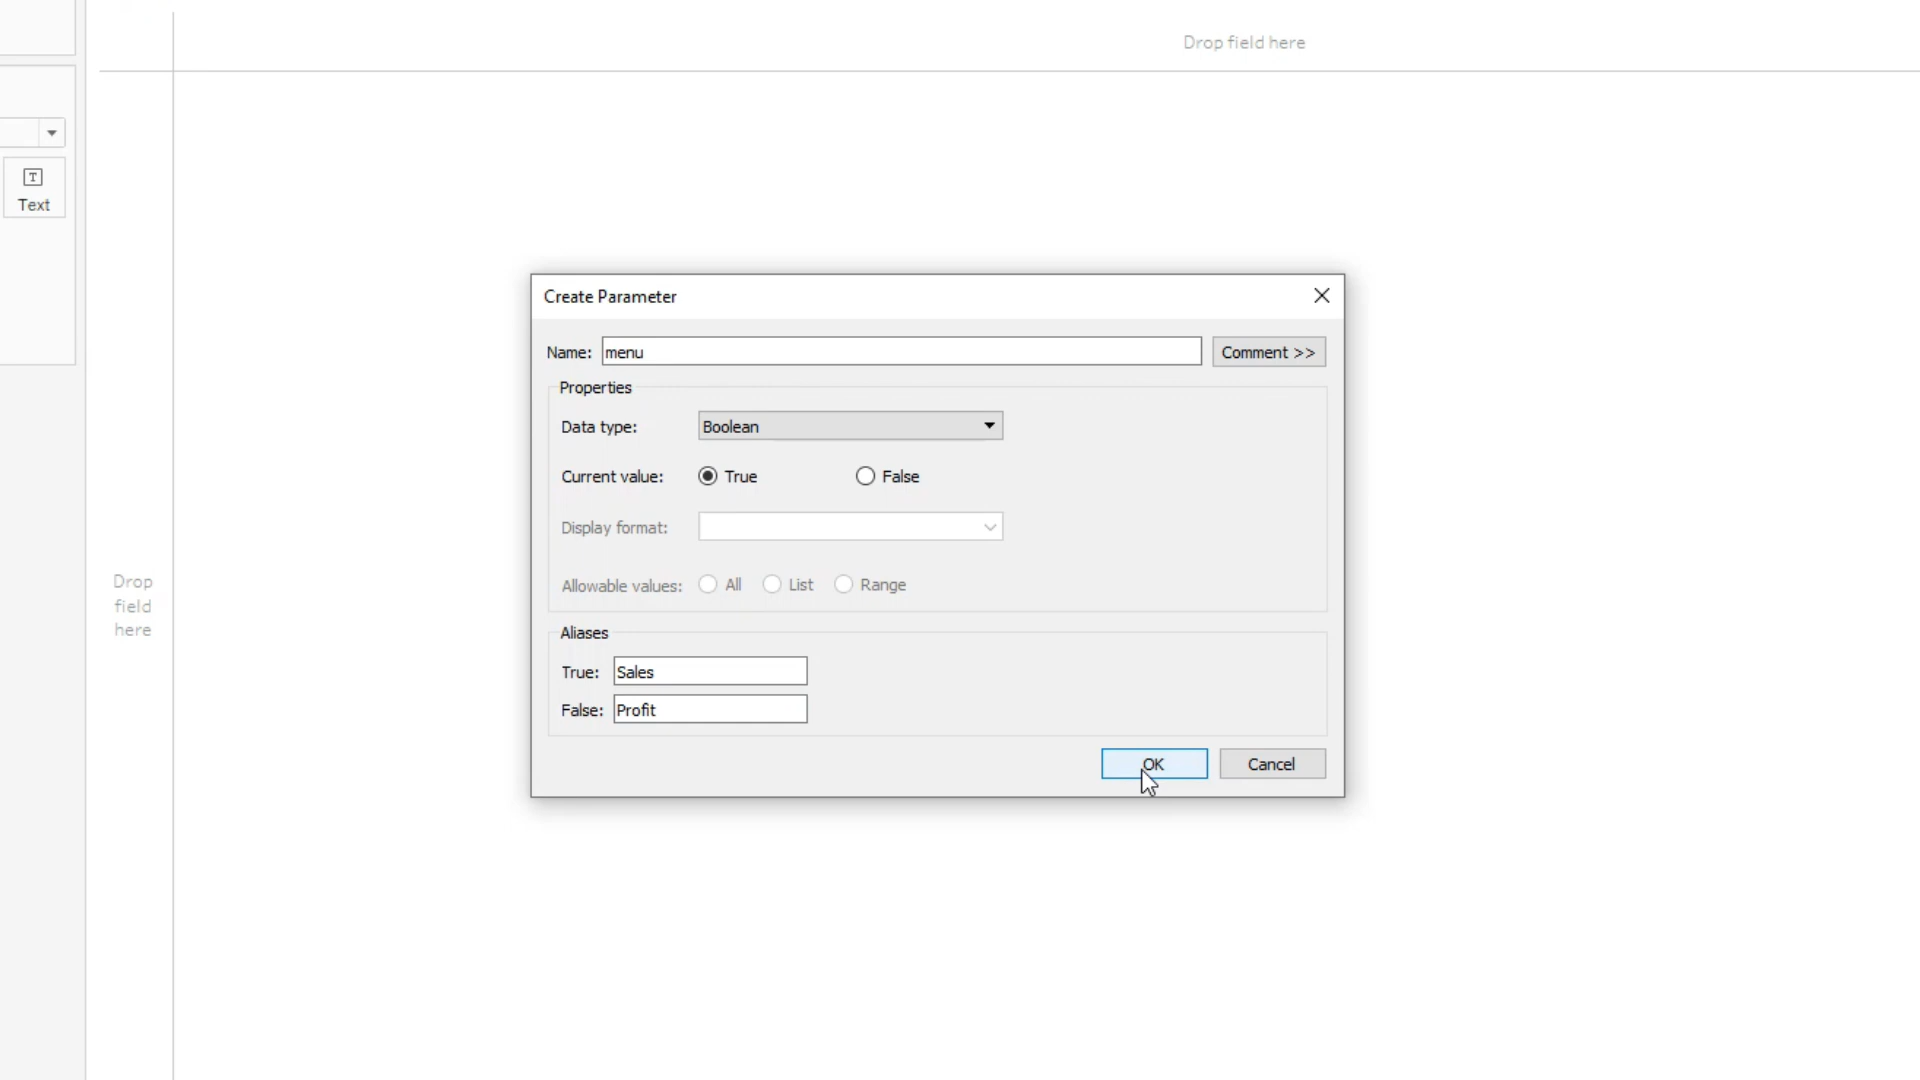 Drop field here
T
Text
Create Parameter
Name: menu Comment >>
Properties
Data type: Boolean
Current value: True False
Display format:
Allowable values: All List Range
Drop
field
here
Aliases
True: Sales
False: Profit
OK Cancel